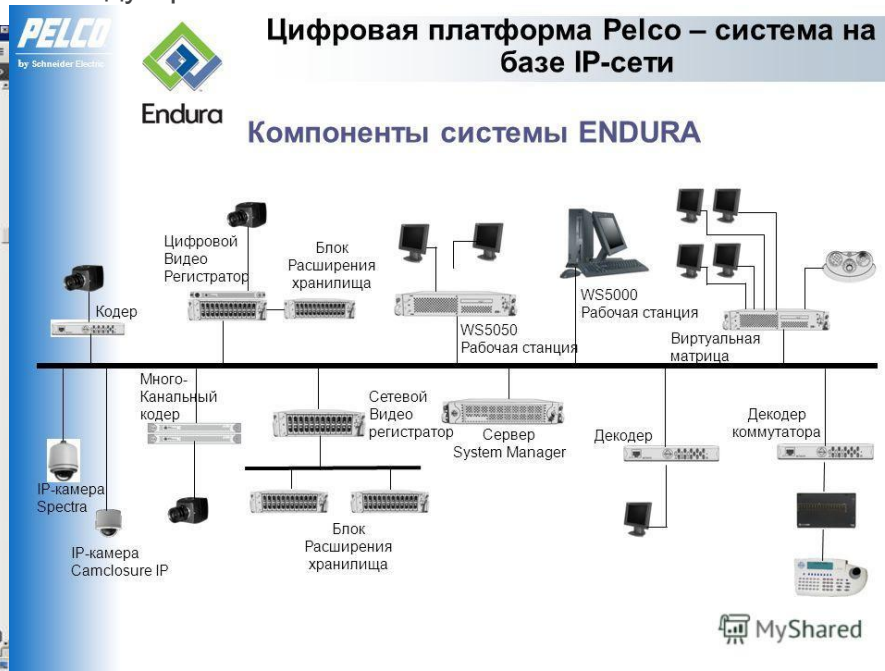 PELCO
by Schneider Electric
Endura
Цифровая платформа Pelco – система на
базе IP-сети
Компоненты системы ENDURA
Кодер
Цифровой
Видео
Регистратор
Блок
Расширения
хранилища
WS5050
Рабочая станция
WS5000
Рабочая станция
Виртуальная
матрица
Много-
Канальный
кодер
Сетевой
Видео
регистратор
Сервер
System Manager
Декодер
Декодер
коммутатора
IP-камера
Spectra
IP-камера
Camclosure IP
Блок
Расширения
хранилища
MyShared